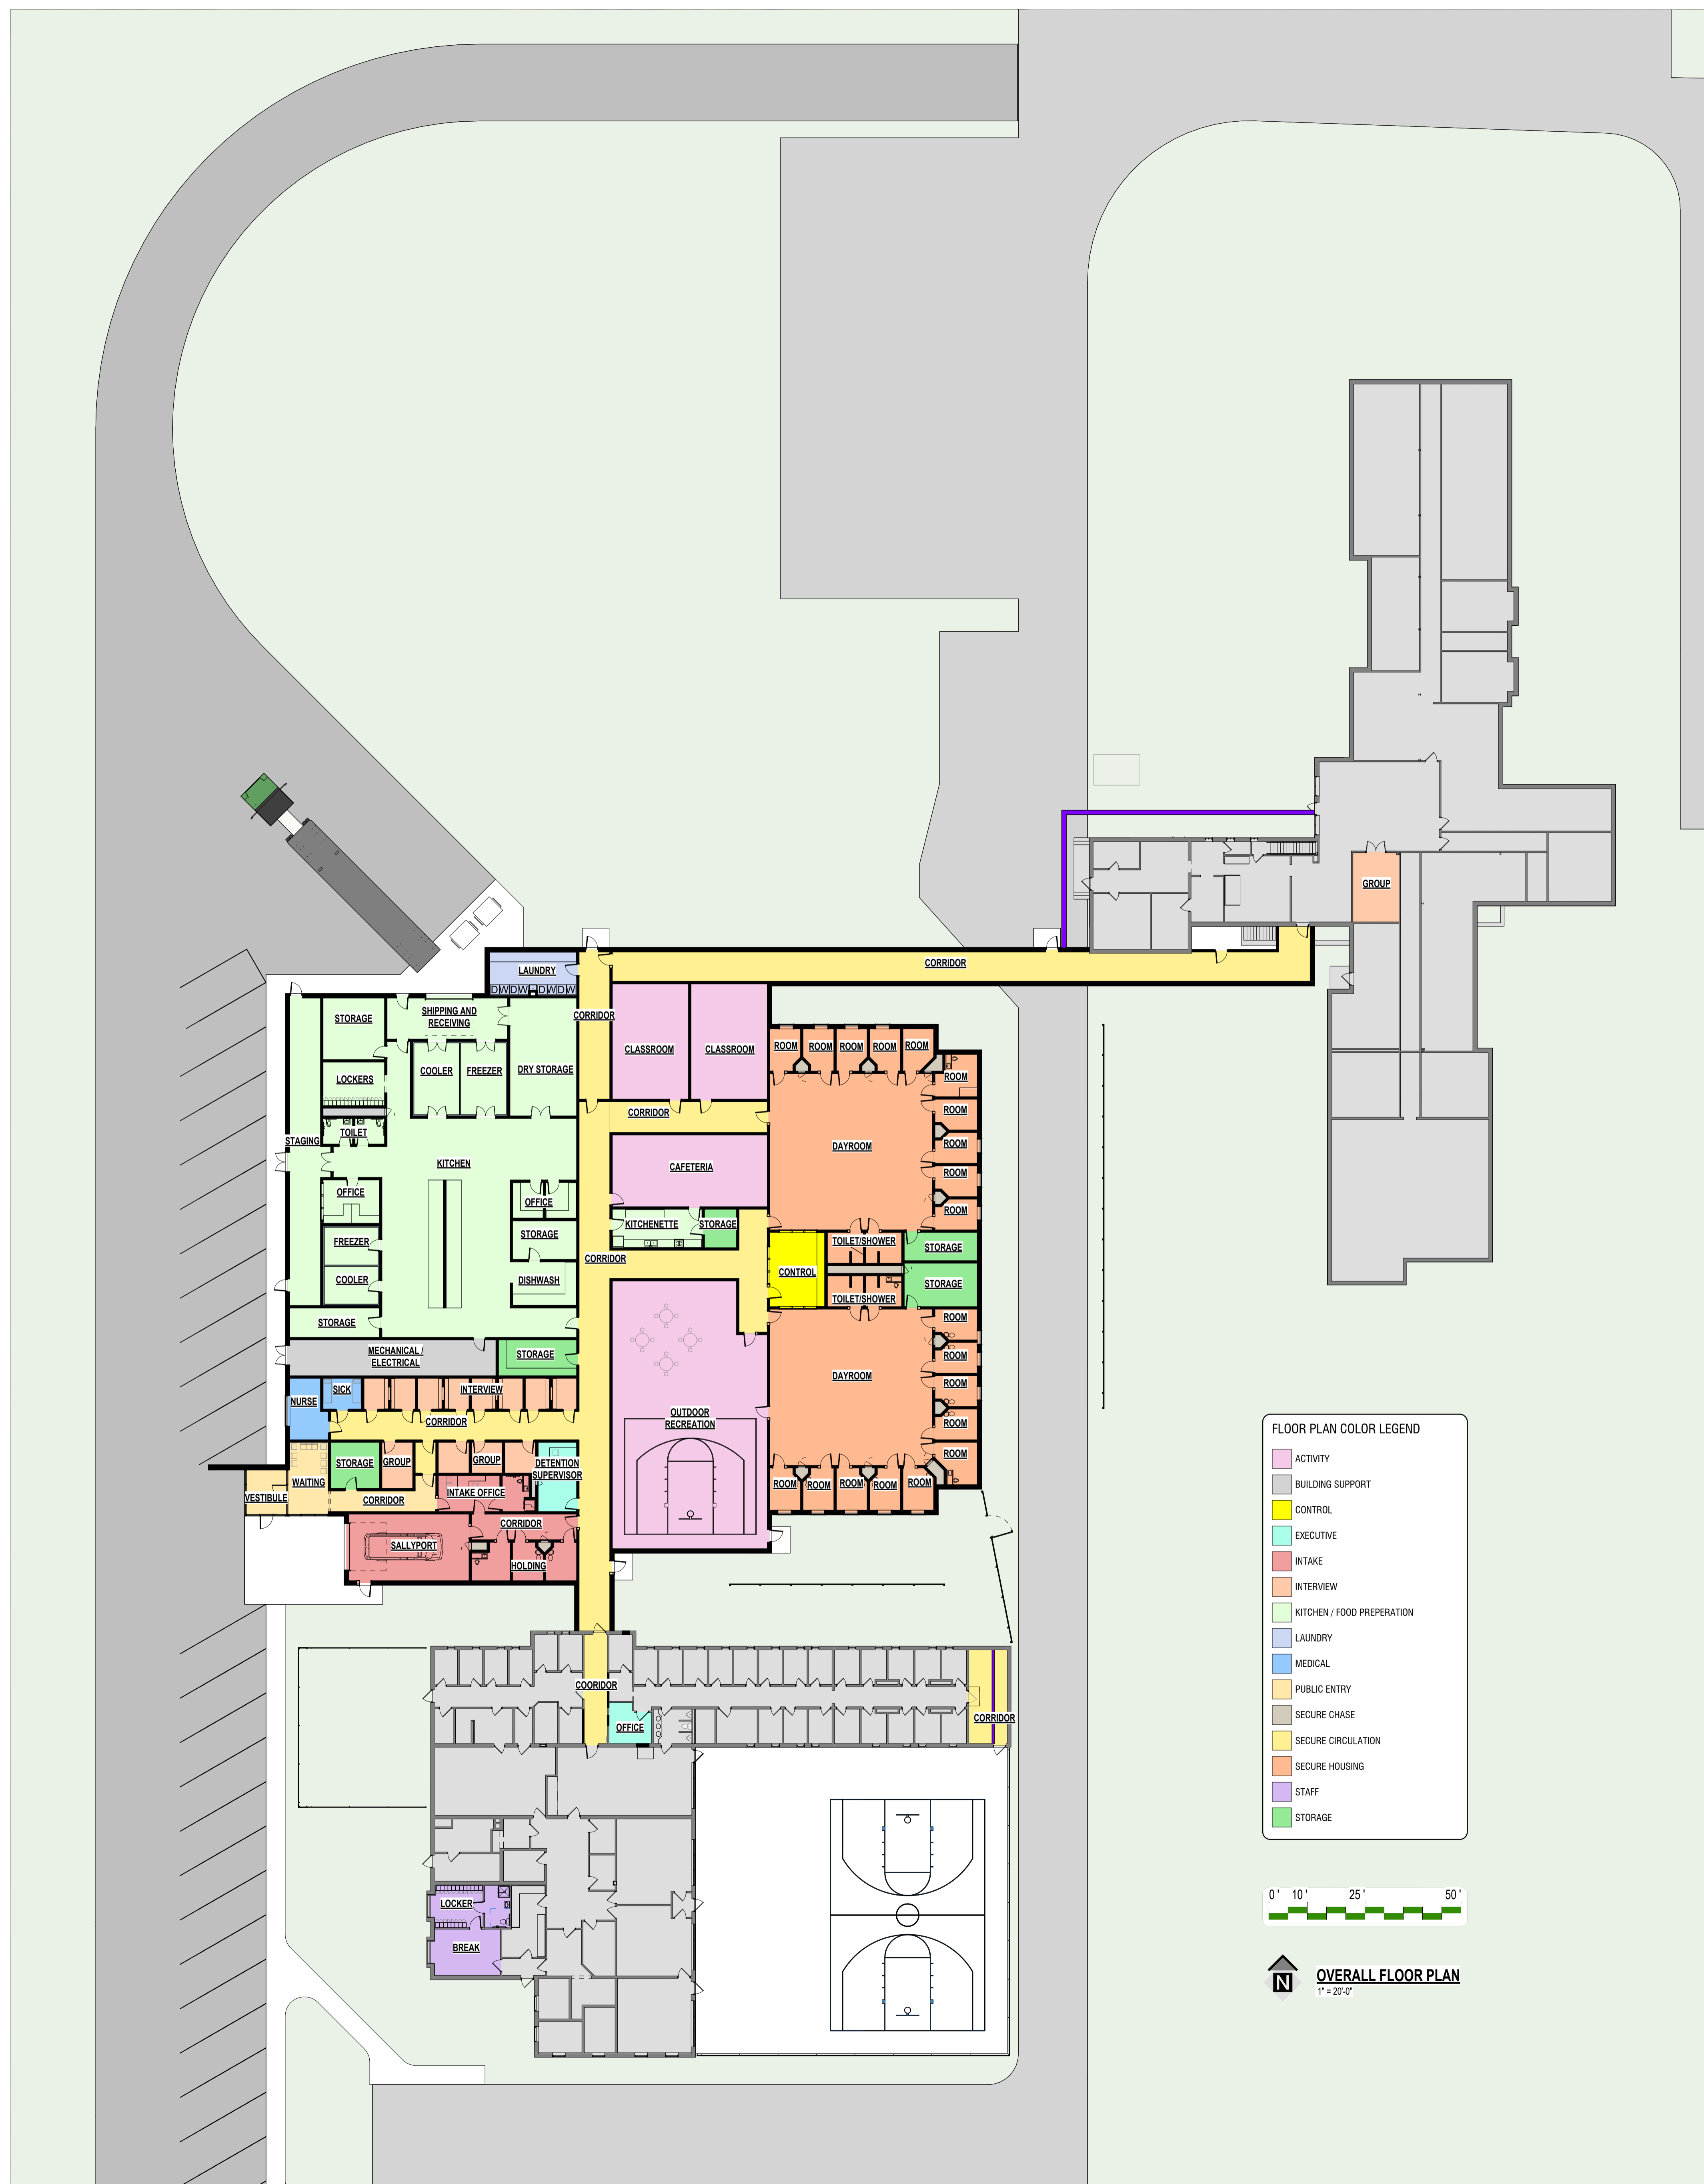 GROUP
CORRIDOR
LAUNDRY
D W D W D W D W
SHIPPING AND
RECEIVING
CORRIDOR
STORAGE
CLASSROOM
CLASSROOM
ROOM
ROOM
ROOM
ROOM
ROOM
COOLER
FREEZER
DRY STORAGE
LOCKERS
ROOM
CORRIDOR
ROOM
STAGING
TOILET
ROOM
DAYROOM
KITCHEN
CAFETERIA
ROOM
OFFICE
OFFICE
ROOM
KITCHENETTE
STORAGE
STORAGE
TOILET/SHOWER
FREEZER
STORAGE
CORRIDOR
COOLER
DISHWASH
CONTROL
STORAGE
TOILET/SHOWER
STORAGE
ROOM
MECHANICAL /
ELECTRICAL
STORAGE
ROOM
DAYROOM
SICK
INTERVIEW
ROOM
NURSE
OUTDOOR
RECREATION
CORRIDOR
ROOM
STORAGE
GROUP
GROUP
DETENTION
SUPERVISOR
ROOM
WAITING
ROOM
ROOM
ROOM
ROOM
ROOM
INTAKE OFFICE
VESTIBULE
CORRIDOR
CORRIDOR
SALLYPORT
HOLDING
COORIDOR
OFFICE
CORRIDOR
LOCKER
BREAK
FLOOR PLAN COLOR LEGEND
ACTIVITY
BUILDING SUPPORT
CONTROL
EXECUTIVE
INTAKE
INTERVIEW
KITCHEN / FOOD PREPERATION
LAUNDRY
MEDICAL
PUBLIC ENTRY
SECURE CHASE
SECURE CIRCULATION
SECURE HOUSING
STAFF
STORAGE
0' 10' 25' 50'
N
OVERALL FLOOR PLAN
1" = 20'-0"